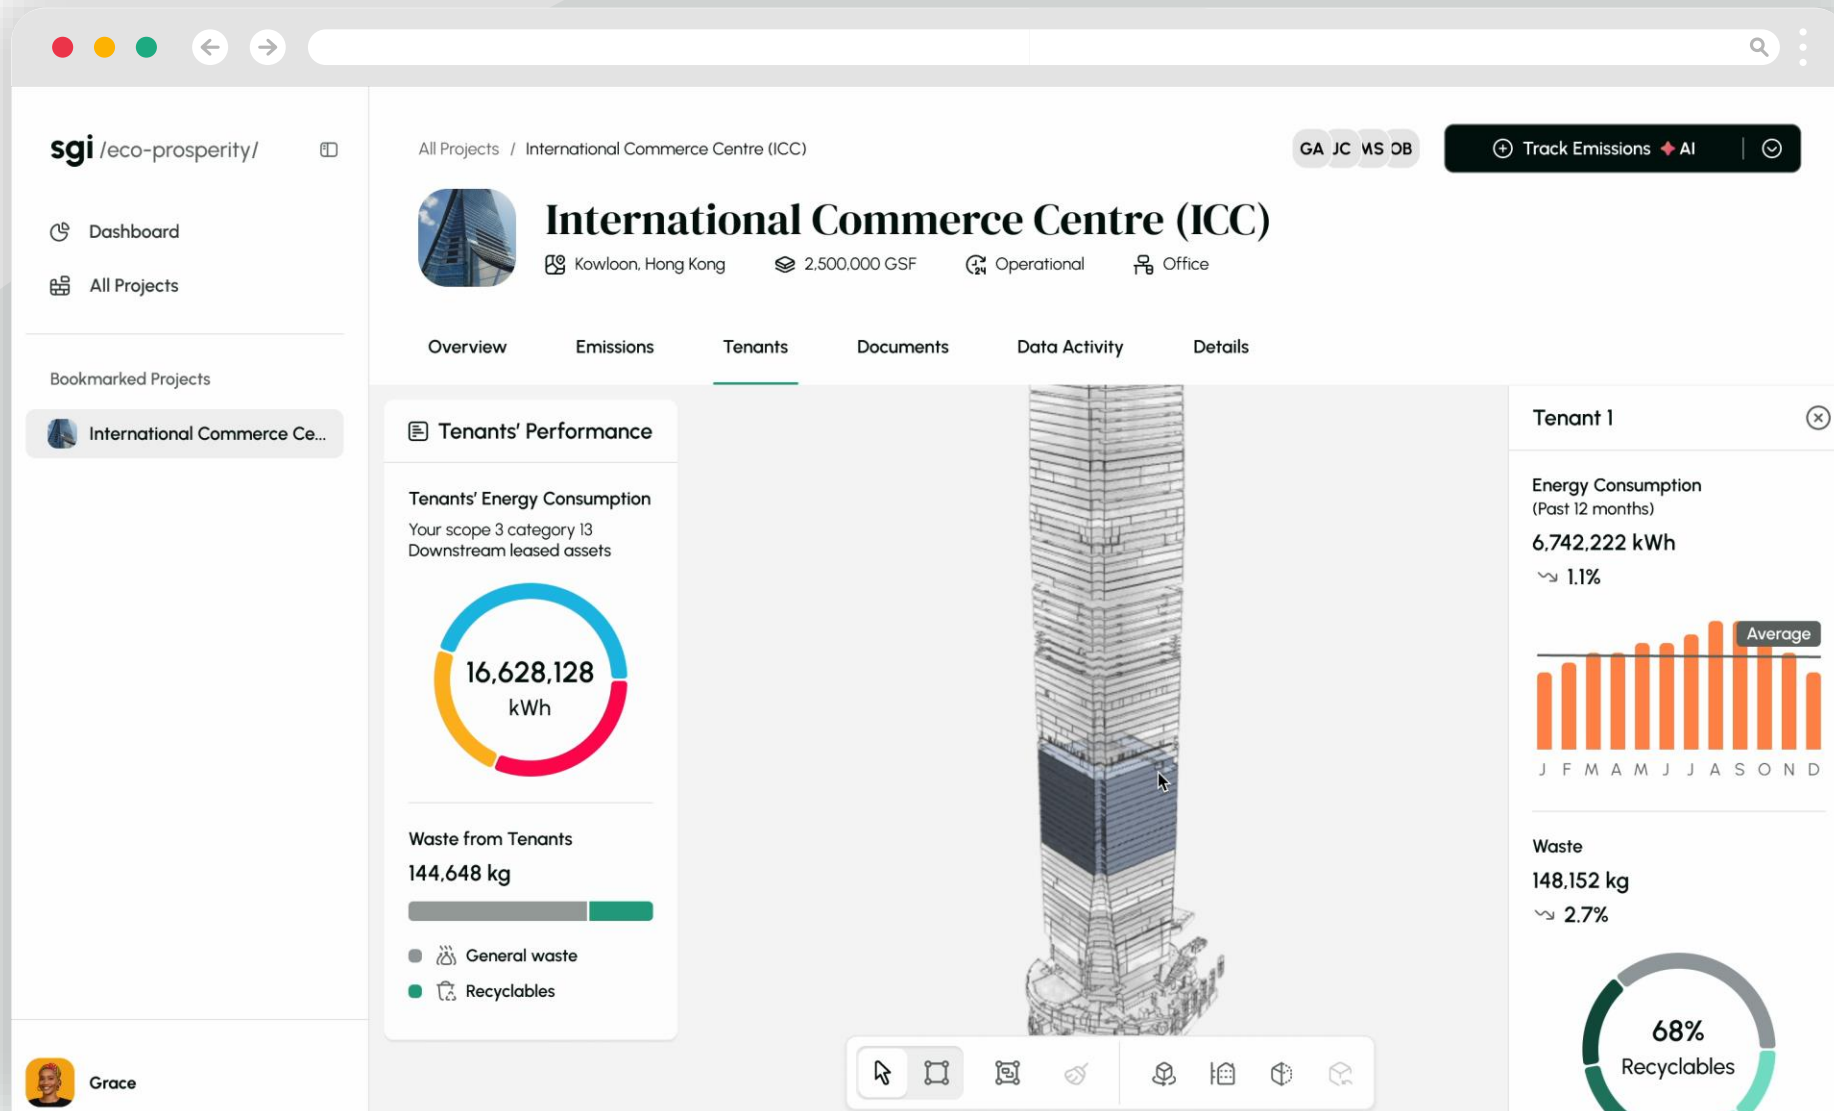 sgi /eco-prosperity/
Dashboard
All Projects
Bookmarked Projects
International Commerce Ce...
Grace
All Projects / International Commerce Centre (ICC)
GA JC MS OB
Track Emissions AI
International Commerce Centre (ICC)
Kowloon, Hong Kong
2,500,000 GSF
24
Operational
Office
Overview
Emissions
Tenants
Documents
Data Activity
Details
Tenants' Performance
Tenants' Energy Consumption
Your scope 3 category 13
Downstream leased assets
16,628,128
kWh
Waste from Tenants
144,648 kg
General waste
Recyclables
Tenant 1
Energy Consumption
(Past 12 months)
6,742,222 kWh
1.1%
Average
J F M A M J J A S O N D
Waste
148,152 kg
2.7%
68%
Recyclables